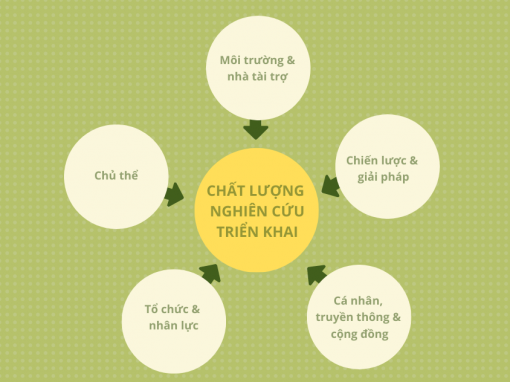 Môi trường &
nhà tài trợ
Chủ thể
Chiến lược &
giải pháp
CHẤT LƯỢNG
NGHIÊN CỨU
TRIỂN KHAI
Tổ chức &
nhân lực
Cá nhân,
truyền thông &
cộng đồng